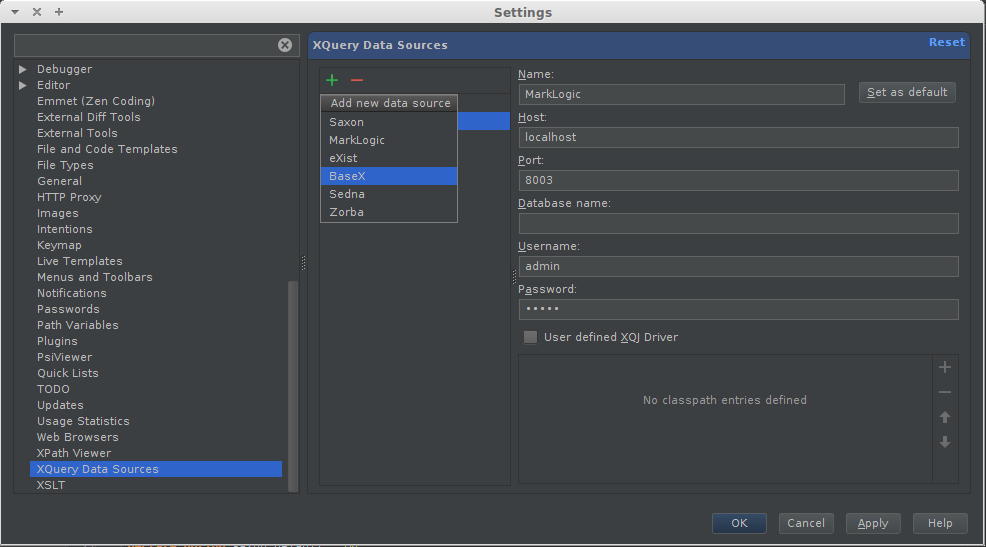 Settings
XQuery Data Sources
Reset
Debugger
Editor
Emmet (Zen Coding)
External Diff Tools
External Tools
File and Code Templates
File Types
General
HTTP Proxy
Images
Intentions
Keymap
Live Templates
Menus and Toolbars
Notifications
Passwords
Path Variables
Plugins
PsiViewer
Quick Lists
TODO
Updates
Usage Statistics
Web Browsers
XPath Viewer
XQuery Data Sources
XSLT
Add new data source
Saxon
MarkLogic
eXist
BaseX
Sedna
Zorba
Name:
MarkLogic
Set as default
Host:
localhost
Port:
8003
Database name:
Username:
admin
Password:
•••••
User defined XQJ Driver
No classpath entries defined
OK
Cancel
Apply
Help